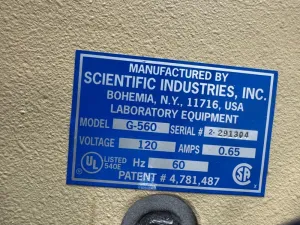 MANUFACTURED BY
SCIENTIFIC INDUSTRIES, INC.
BOHEMIA, N.Y., 11716, USA
LABORATORY EQUIPMENT
MODEL G-560 SERIAL # 2-291304
VOLTAGE 120 AMPS 0.65
UL LISTED 540E Hz 60
PATENT # 4,781,487